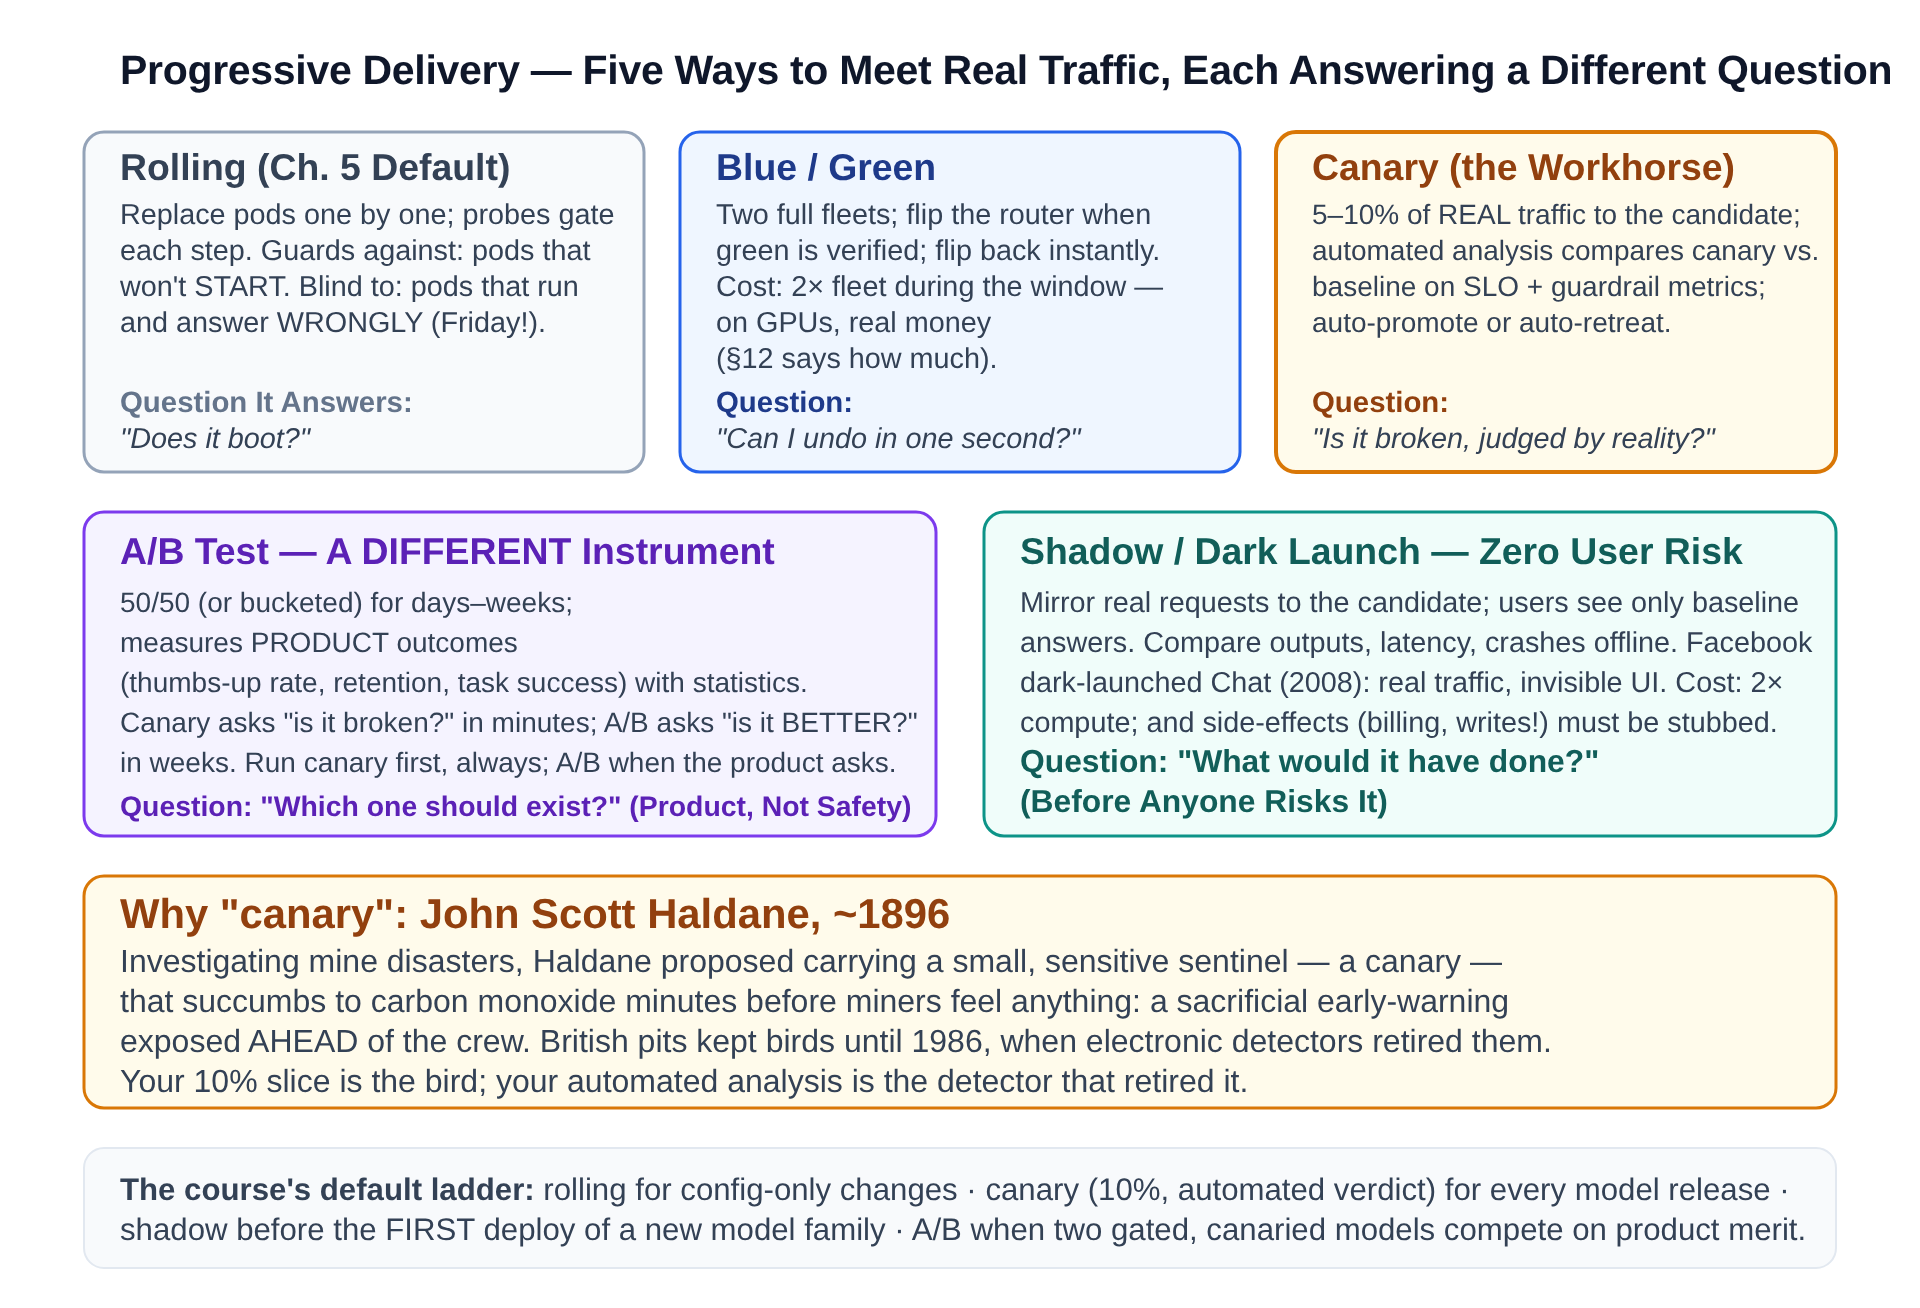 Progressive Delivery — Five Ways to Meet Real Traffic, Each Answering a Different Question
Rolling (Ch. 5 Default)
Replace pods one by one; probes gate
each step. Guards against: pods that
won't START. Blind to: pods that run
and answer WRONGLY (Friday!).
Question It Answers:
"Does it boot?"
Blue / Green
Two full fleets; flip the router when
green is verified; flip back instantly.
Cost: 2× fleet during the window —
on GPUs, real money
(§12 says how much).
Question:
"Can I undo in one second?"
Canary (the Workhorse)
5–10% of REAL traffic to the candidate;
automated analysis compares canary vs.
baseline on SLO + guardrail metrics;
auto-promote or auto-retreat.
Question:
"Is it broken, judged by reality?"
A/B Test — A DIFFERENT Instrument
50/50 (or bucketed) for days–weeks;
measures PRODUCT outcomes
(thumbs-up rate, retention, task success) with statistics.
Canary asks "is it broken?" in minutes; A/B asks "is it BETTER?"
in weeks. Run canary first, always; A/B when the product asks.
Question: "Which one should exist?" (Product, Not Safety)
Shadow / Dark Launch — Zero User Risk
Mirror real requests to the candidate; users see only baseline
answers. Compare outputs, latency, crashes offline. Facebook
dark-launched Chat (2008): real traffic, invisible UI. Cost: 2×
compute; and side-effects (billing, writes!) must be stubbed.
Question: "What would it have done?"
(Before Anyone Risks It)
Why "canary": John Scott Haldane, ~1896
Investigating mine disasters, Haldane proposed carrying a small, sensitive sentinel — a canary —
that succumbs to carbon monoxide minutes before miners feel anything: a sacrificial early-warning
exposed AHEAD of the crew. British pits kept birds until 1986, when electronic detectors retired them.
Your 10% slice is the bird; your automated analysis is the detector that retired it.
The course's default ladder: rolling for config-only changes · canary (10%, automated verdict) for every model release ·
shadow before the FIRST deploy of a new model family · A/B when two gated, canaried models compete on product merit.